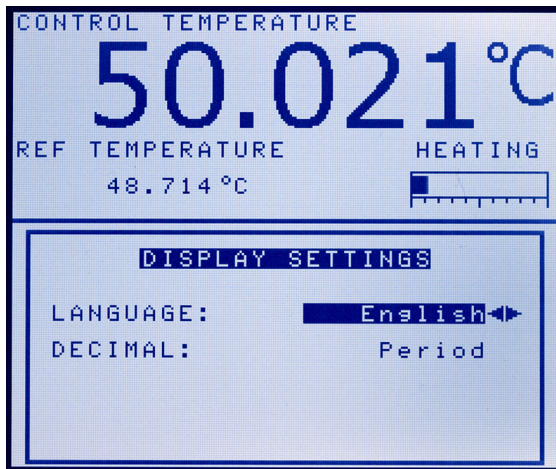 CONTROL TEMPERATURE
50.021°C
REF TEMPERATURE HEATING
48.714°C
DISPLAY SETTINGS
LANGUAGE: English
DECIMAL: Period